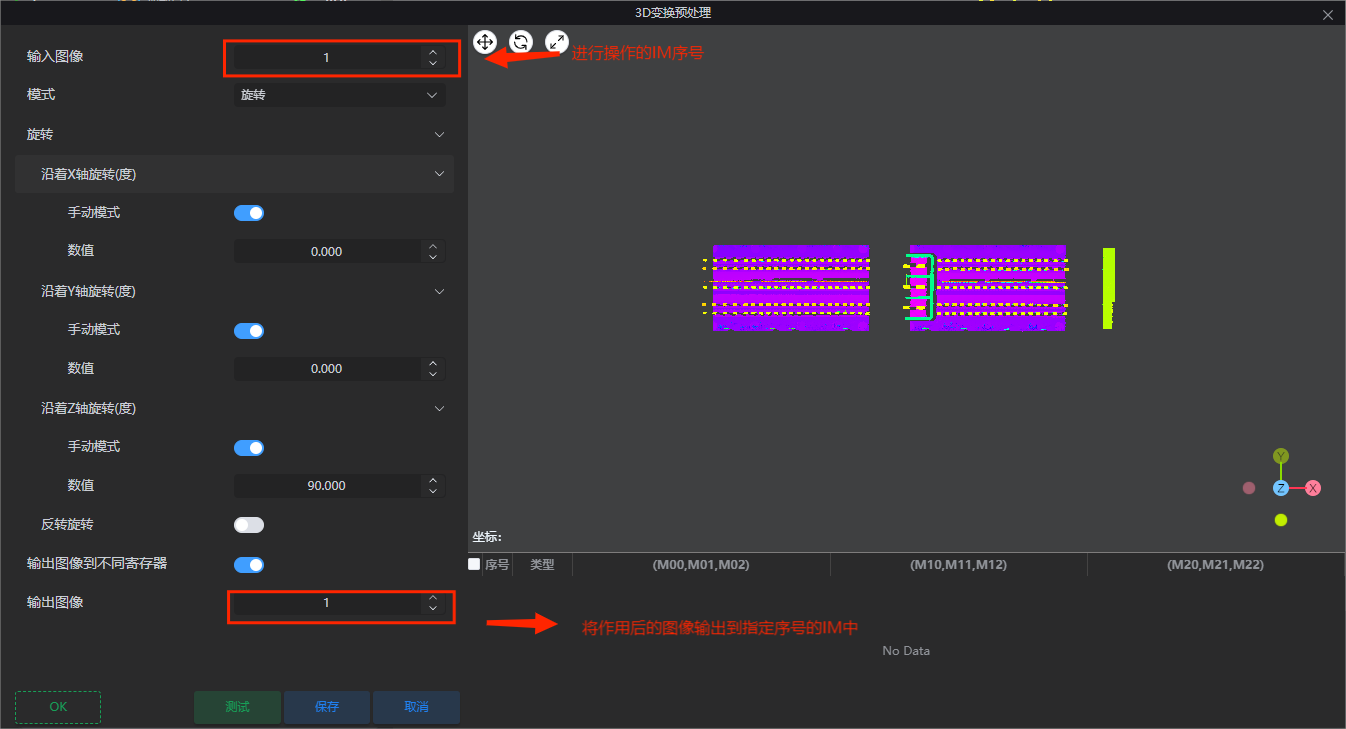 3D变换预处理
输入图像
1
进行操作的IM序号
模式
旋转
旋转
沿着X轴旋转(度)
手动模式
数值
0.000
沿着Y轴旋转(度)
手动模式
数值
0.000
沿着Z轴旋转(度)
手动模式
数值
90.000
反转旋转
输出图像到不同寄存器
输出图像
1
OK
测试
保存
取消
Y
Z
X
坐标:
序号
类型
(M00,M01,M02)
(M10,M11,M12)
(M20,M21,M22)
将作用后的图像输出到指定序号的IM中
No Data